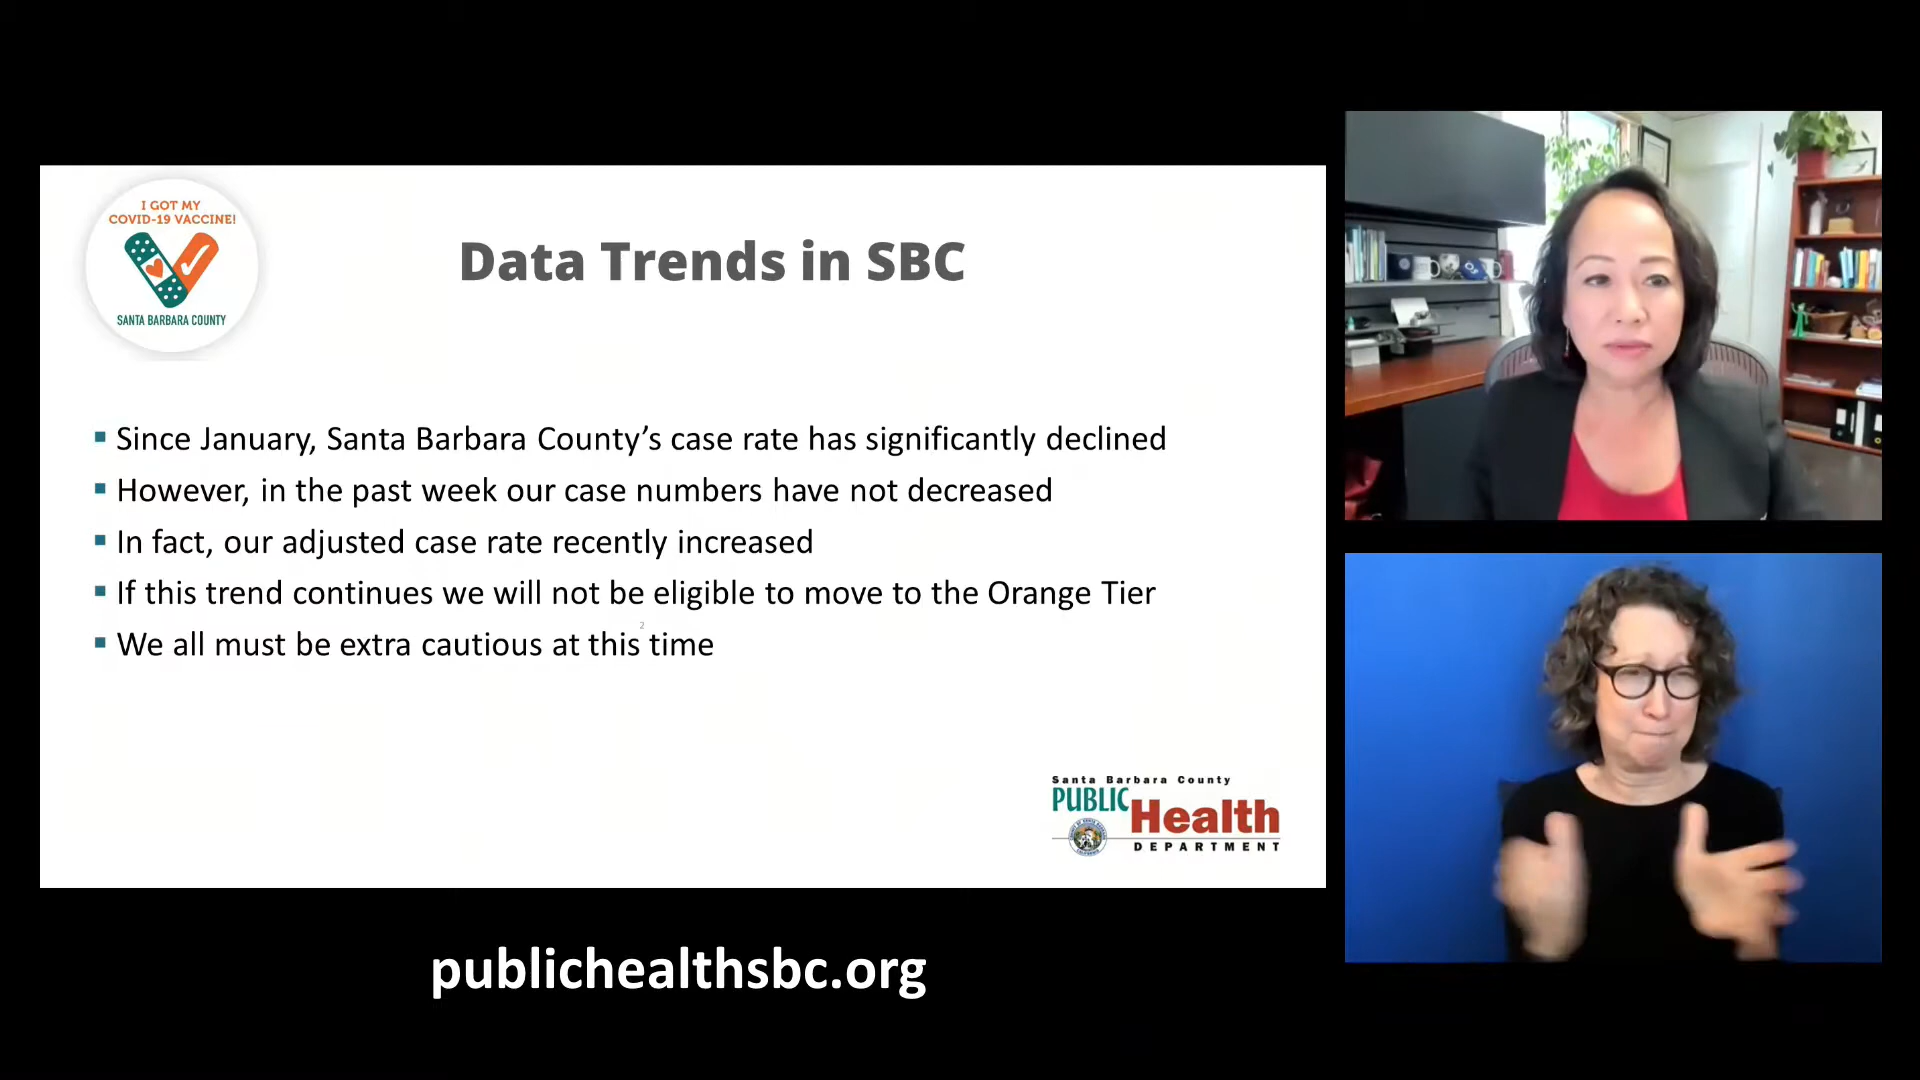 I GOT MY
COVID-19 VACCINE!
SANTA BARBARA COUNTY
Data Trends in SBC
Since January, Santa Barbara County’s case rate has significantly declined
However, in the past week our case numbers have not decreased
In fact, our adjusted case rate recently increased
If this trend continues we will not be eligible to move to the Orange Tier
2
We all must be extra cautious at this time
Santa Barbara County
PUBLIC Health
DEPARTMENT
publichealthsbc.org